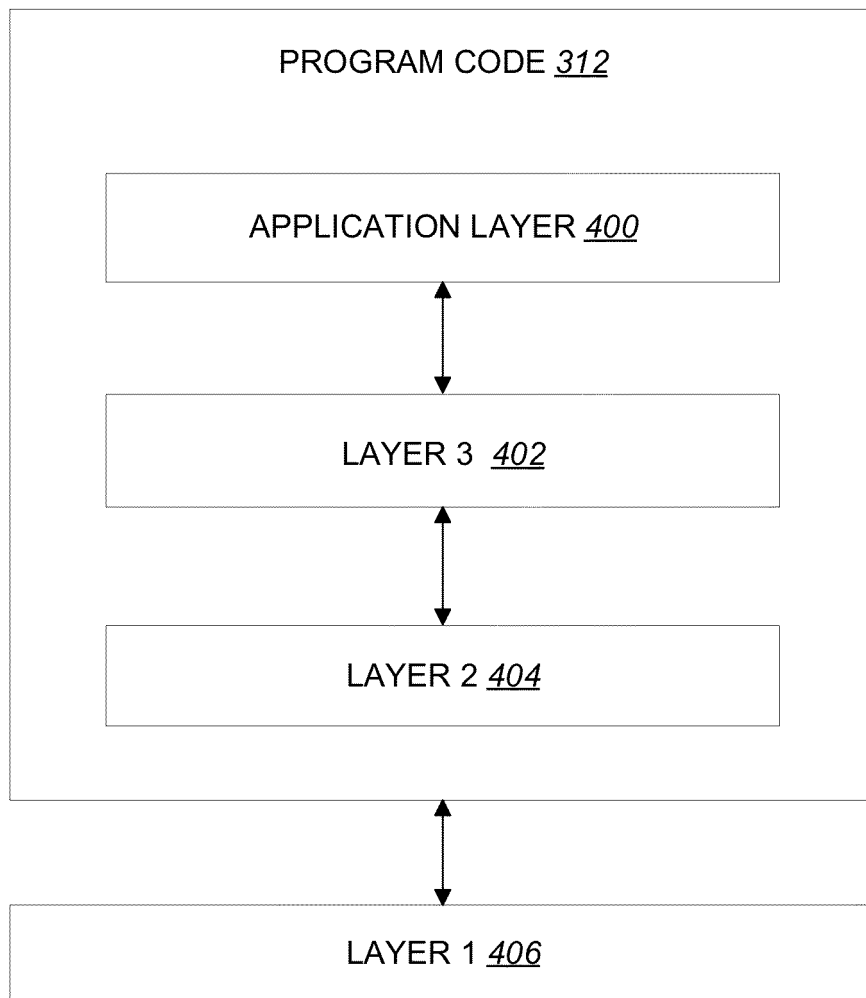 PROGRAM CODE 312
APPLICATION LAYER 400
LAYER 3 402
LAYER 2 404
LAYER 1 406